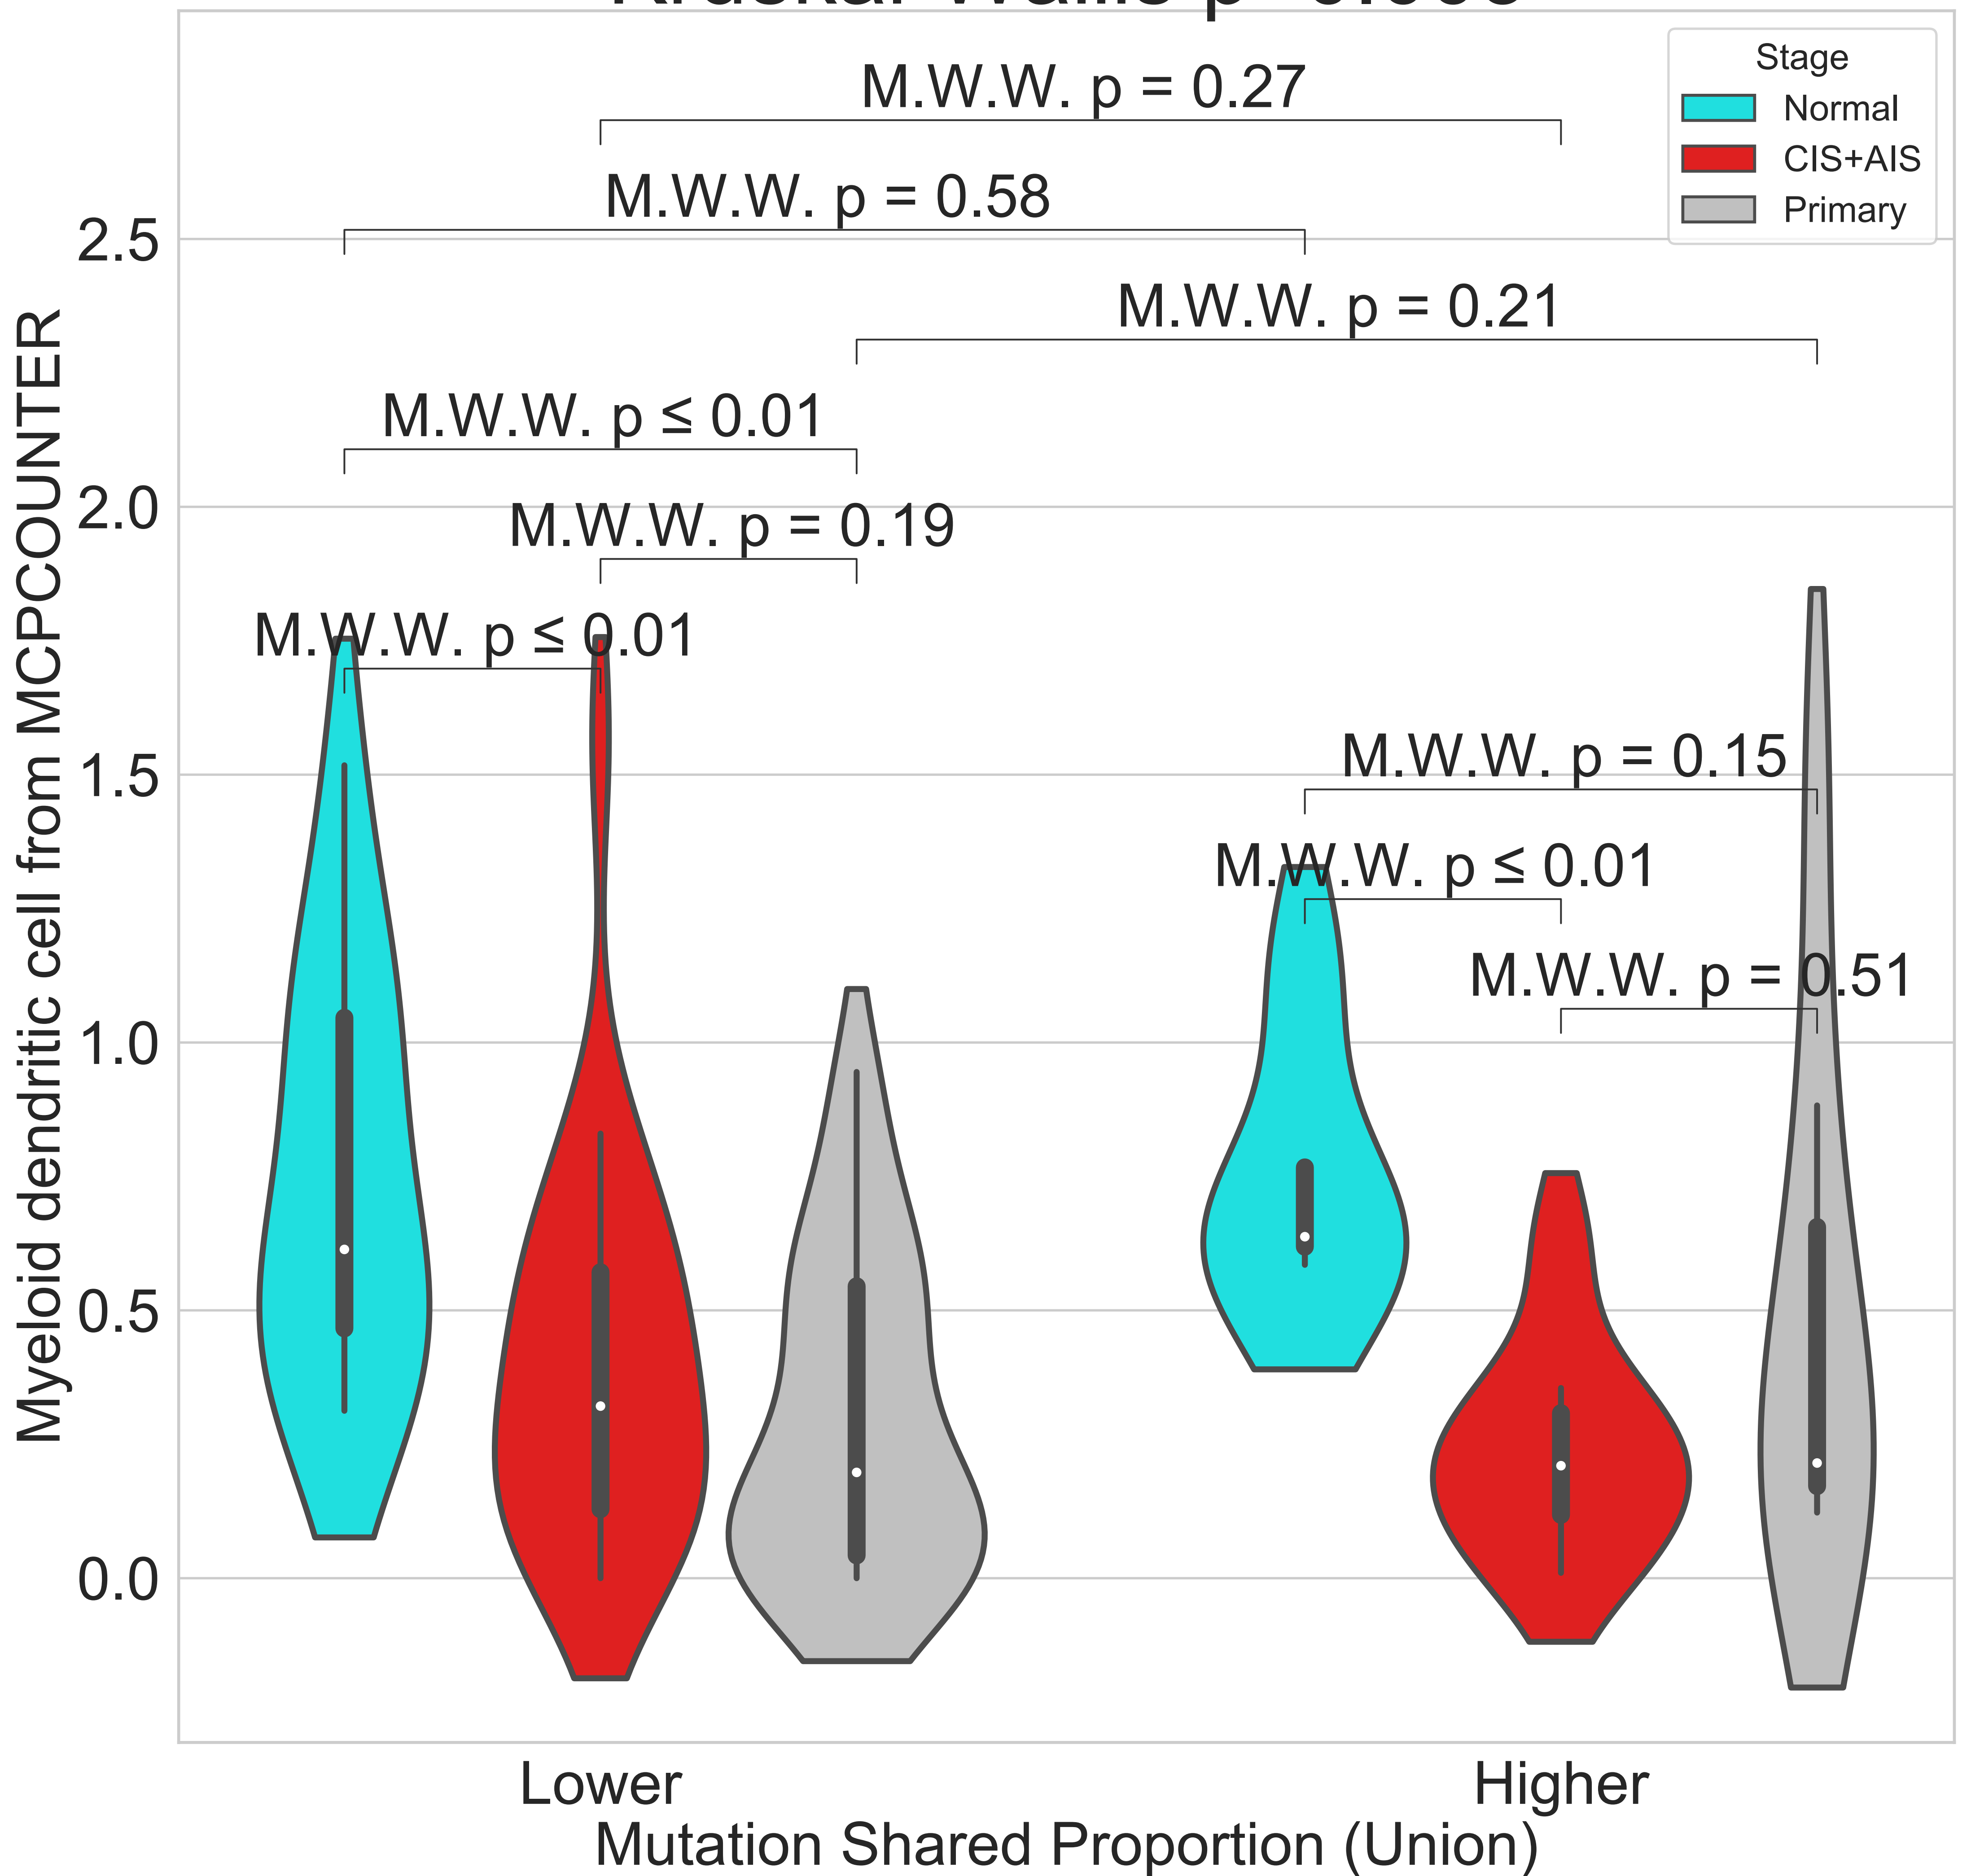 M.W.W. p = 0.27
Stage
Normal
CIS+AIS
Primary
M.W.W. p = 0.58
M.W.W. p = 0.21
M.W.W. p ≤ 0.01
M.W.W. p = 0.19
M.W.W. p ≤ 0.01
M.W.W. p = 0.15
M.W.W. p ≤ 0.01
M.W.W. p = 0.51
Myeloid dendritic cell from MCPCOUNTER
2.5
2.0
1.5
1.0
0.5
0.0
Lower
Higher
Mutation Shared Proportion (Union)